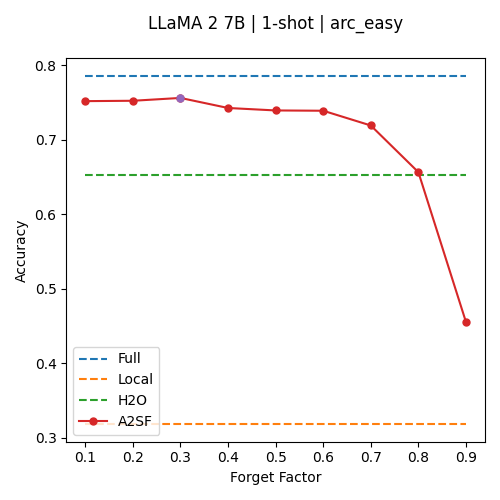 LLaMA 2 7B | 1-shot | arc_easy
0.8
0.7
0.6
0.5
0.4
0.3
Accuracy
Full
Local
H2O
A2SF
0.1 0.2 0.3 0.4 0.5 0.6 0.7 0.8 0.9
Forget Factor